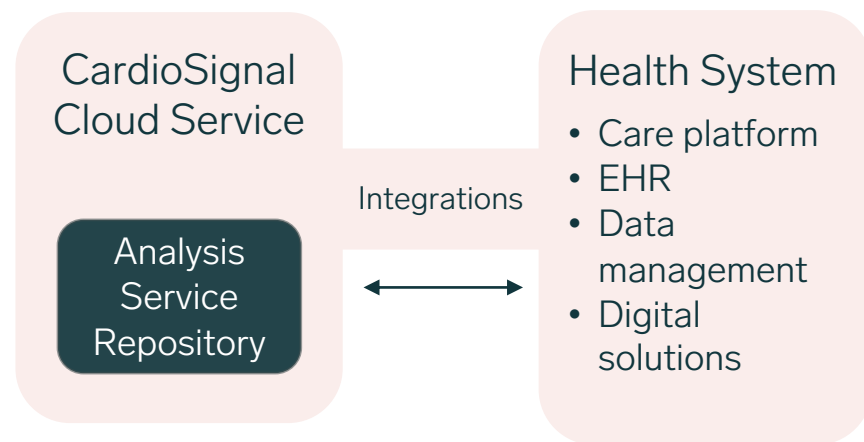 CardioSignal
Cloud Service
Analysis
Service
Repository
Integrations
Health System
• Care platform
• EHR
• Data
management
• Digital
solutions